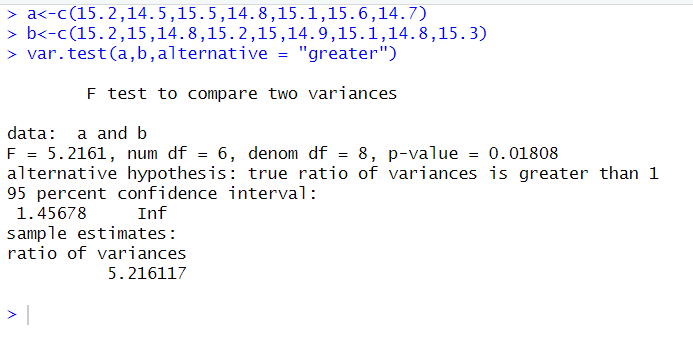 > a<-c(15.2,14.5,15.5,14.8,15.1,15.6,14.7)
> b<-c(15.2,15,14.8,15.2,15,14.9,15.1,14.8,15.3)
> var.test(a,b,alternative = "greater")
F test to compare two variances
data:  a and b
F = 5.2161, num df = 6, denom df = 8, p-value = 0.01808
alternative hypothesis: true ratio of variances is greater than 1
95 percent confidence interval:
 1.45678     Inf
sample estimates:
ratio of variances
          5.216117
>